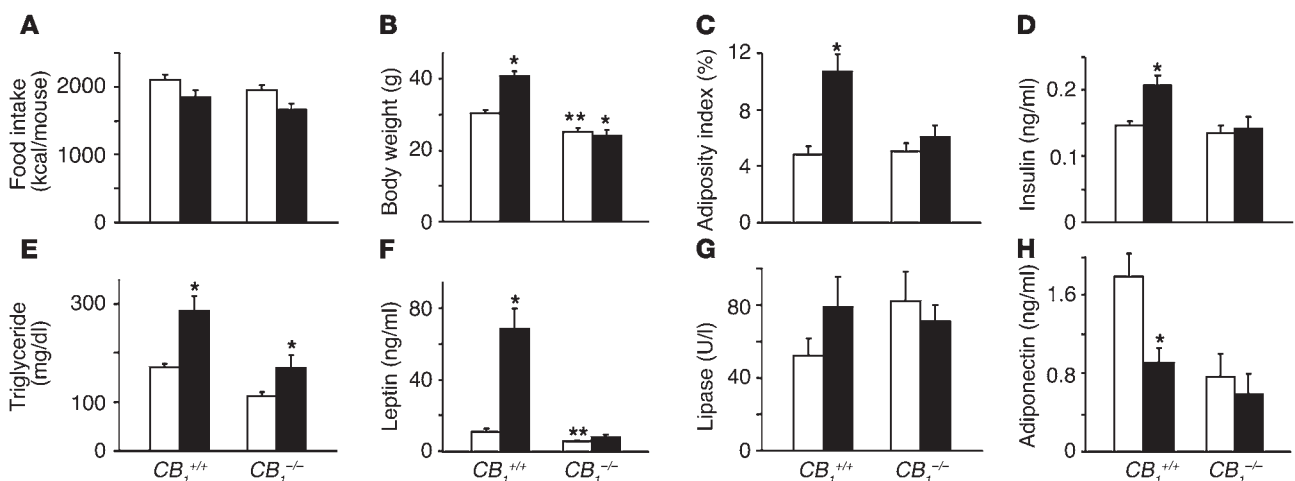 A
B
C
D
Food intake
(kcal/mouse)
2000
1000
0
Body weight (g)
40
20
0
*
**
*
Adiposity index (%)
12
8
4
0
*
Insulin (ng/ml)
0.2
0.1
0
*
E
F
G
H
Triglyceride
(mg/dl)
300
100
0
*
*
Leptin (ng/ml)
80
40
0
*
**
Lipase (U/l)
80
40
0
Adiponectin (ng/ml)
1.6
0.8
0
*
CB₁⁺/⁺ CB₁⁻/⁻
CB₁⁺/⁺ CB₁⁻/⁻
CB₁⁺/⁺ CB₁⁻/⁻
CB₁⁺/⁺ CB₁⁻/⁻